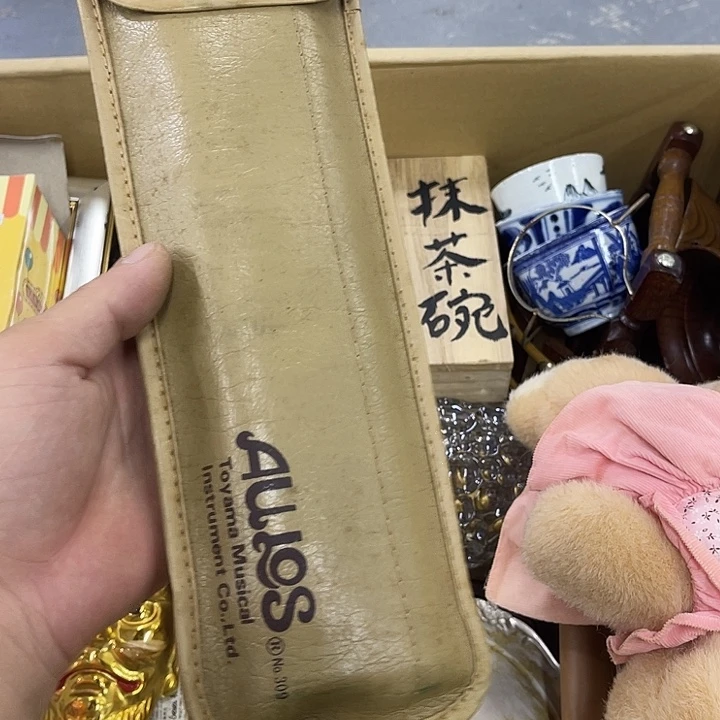 AULOS
® No 309
Toyama Musical
Instrument Co., Ltd.
抹
茶
碗